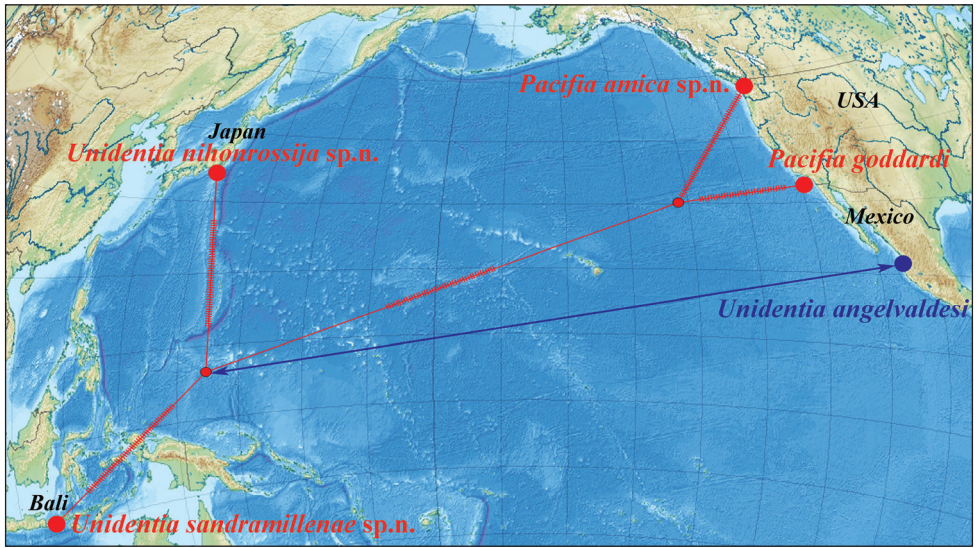 Pacifia amica sp.n.
USA
Japan
Unidentia nihonrossija sp.n.
Pacifia goddardi
Mexico
Unidentia angelvaldesi
Bali
Unidentia sandramillenae sp.n.